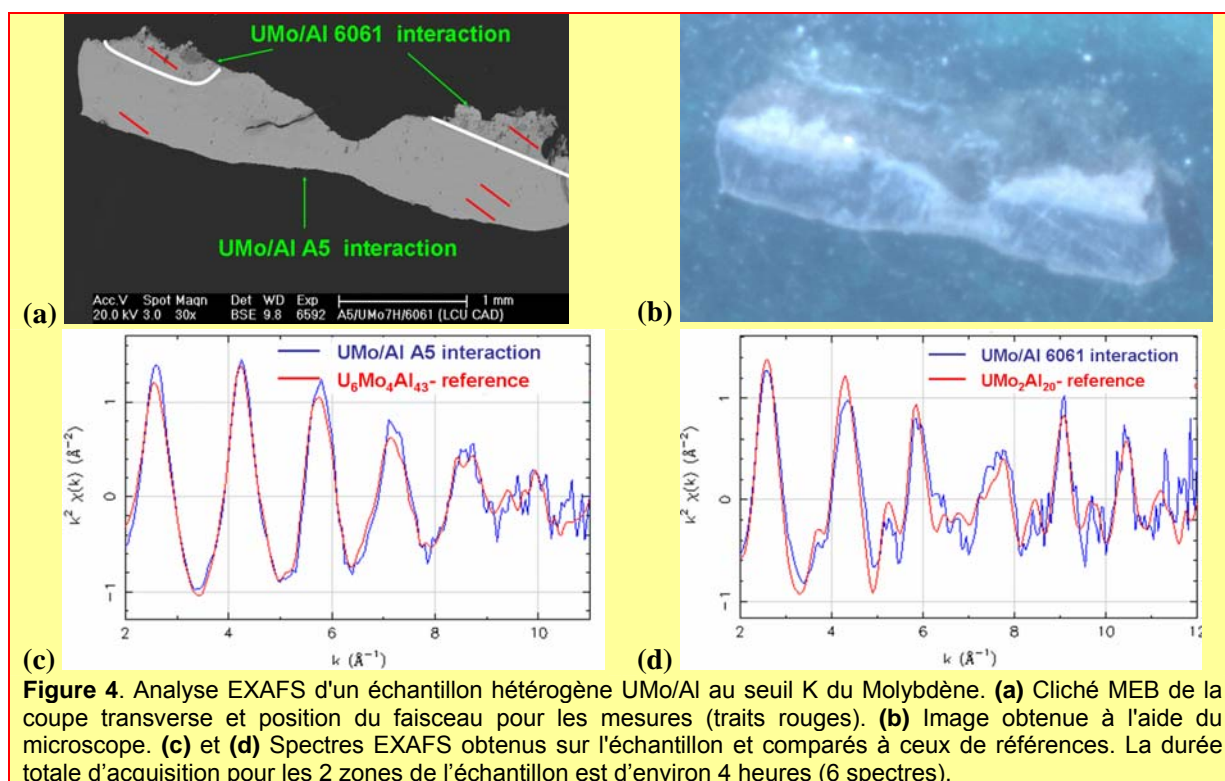 UMo/Al 6061 interaction
UMo/Al A5 interaction
Acc.V Spot Magn Det WD Exp 1 mm
20.0 kV 3.0 30x BSE 9.8 6592 A5/UMo7H/6061 (LCU CAD)
(a)
(b)
UMo/Al A5 interaction
U₆Mo₄Al₄₃- reference
k² χ(k) (Å⁻²)
1
0
−1
2 4 6 8 10
k (Å⁻¹)
(c)
UMo/Al 6061 interaction
UMo₂Al₂₀- reference
k² χ(k) (Å⁻²)
1
0
−1
2 4 6 8 10 12
k (Å⁻¹)
(d)
Figure 4. Analyse EXAFS d'un échantillon hétérogène UMo/Al au seuil K du Molybdène. (a) Cliché MEB de la
coupe transverse et position du faisceau pour les mesures (traits rouges). (b) Image obtenue à l'aide du
microscope. (c) et (d) Spectres EXAFS obtenus sur l'échantillon et comparés à ceux de références. La durée
totale d'acquisition pour les 2 zones de l'échantillon est d'environ 4 heures (6 spectres).